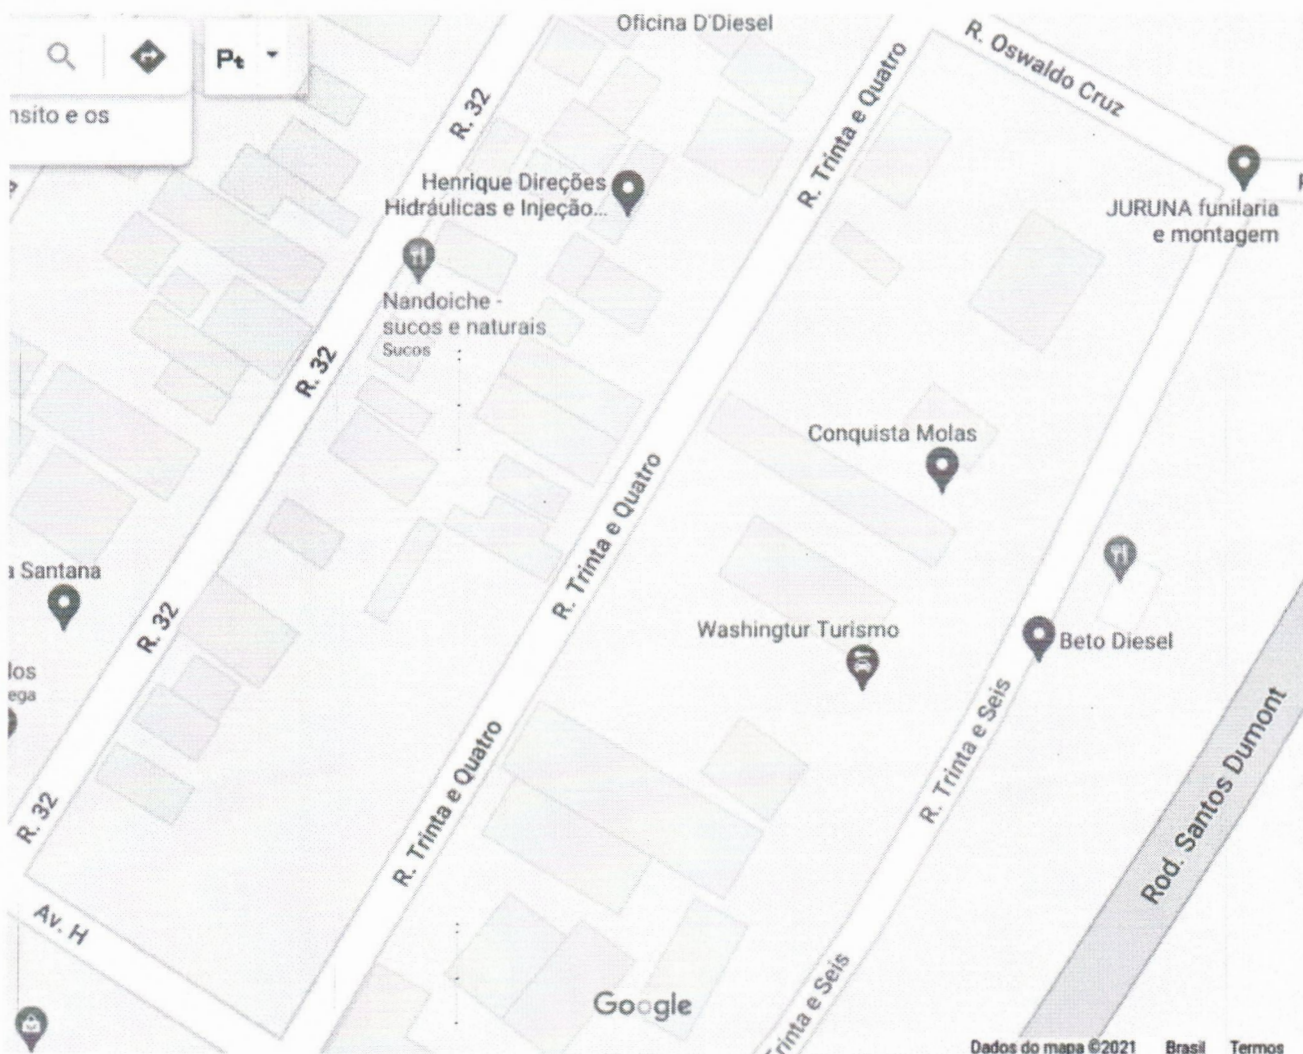 Oficina D'Diesel
R. Oswaldo Cruz
nsito e os
R. 32
R. Trinta e Quatro
Henrique Direções
Hidráulicas e Injeção...
JURUNA funilaria
e montagem
Nandoiche -
sucos e naturais
Sucos
R. 32
Conquista Molas
R. Trinta e Quatro
a Santana
R. 32
Washingtur Turismo
Beto Diesel
los
ega
R. Trinta e Seis
Rod. Santos Dumont
R. Trinta e Quatro
R. 32
Av. H
Trinta e Seis
Google
Dados do mapa ©2021 Brasil Termos